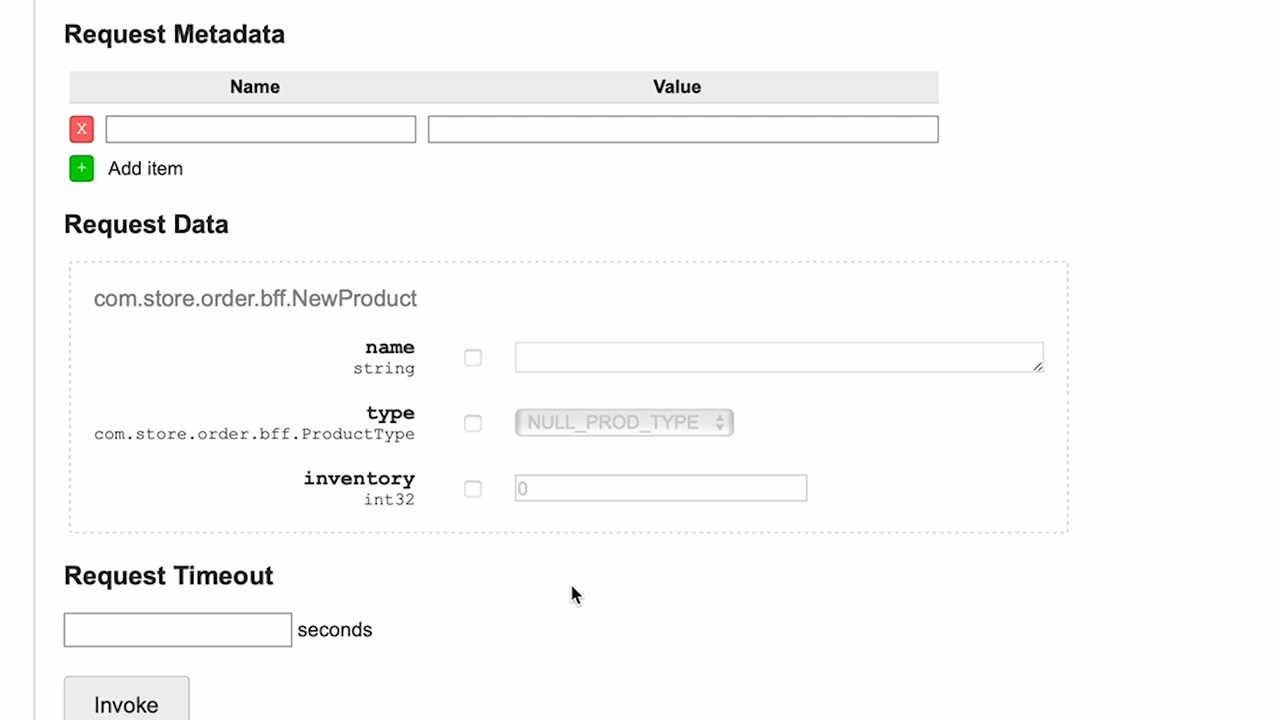 Request Metadata
Name Value
X
+ Add item
Request Data
com.store.order.bff.NewProduct
name
string
type
com.store.order.bff.ProductType
NULL_PROD_TYPE
inventory
int32
0
Request Timeout
seconds
Invoke